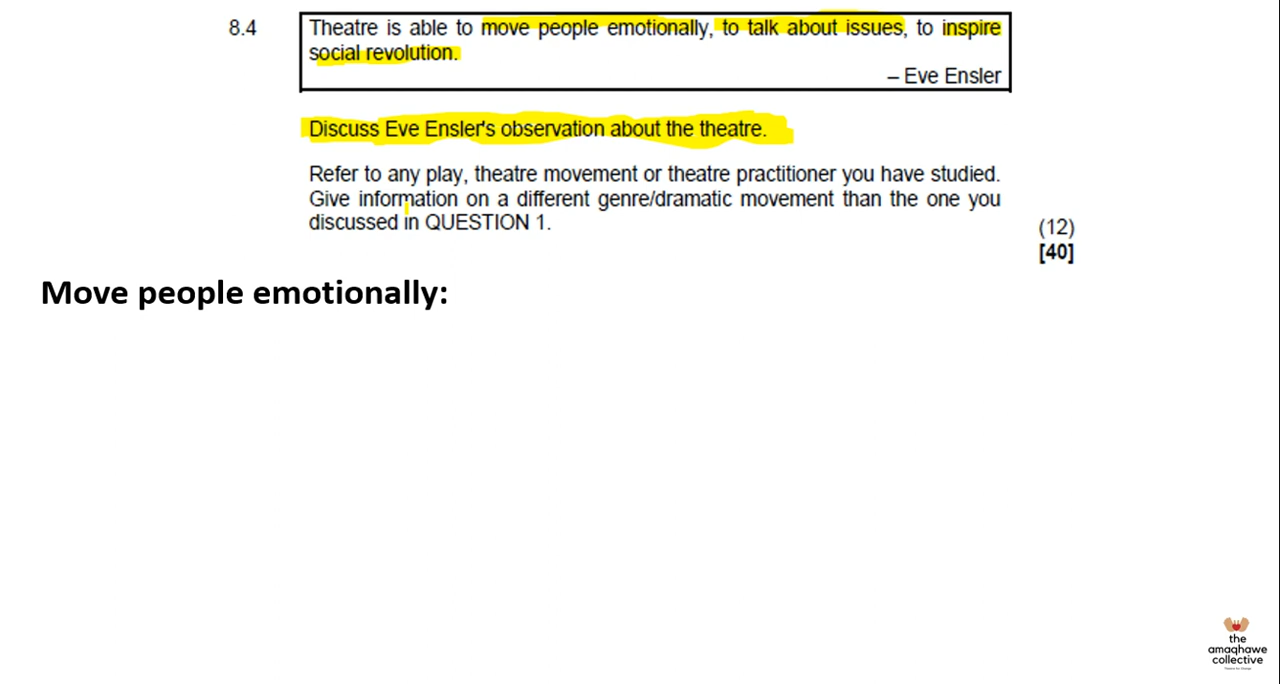 8.4
Theatre is able to move people emotionally, to talk about issues, to inspire
social revolution.
– Eve Ensler
Discuss Eve Ensler's observation about the theatre.
Refer to any play, theatre movement or theatre practitioner you have studied.
Give information on a different genre/dramatic movement than the one you
discussed in QUESTION 1.
(12)
[40]
Move people emotionally:
the
amaqhawe
collective